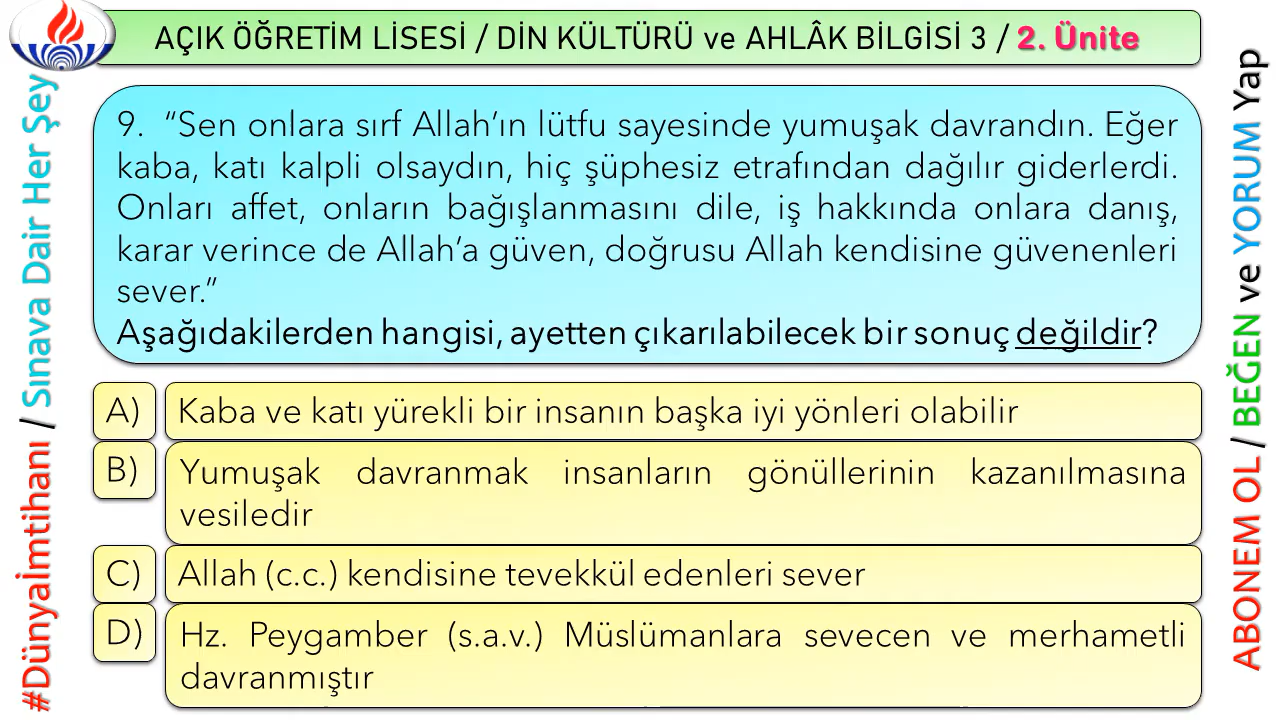 AÇIK ÖĞRETİM LİSESİ / DİN KÜLTÜRÜ ve AHLÂK BİLGİSİ 3 / 2. Ünite
#Dünyaimtihanı / Sınava Dair Her Şey
9. “Sen onlara sırf Allah’ın lütfu sayesinde yumuşak davrandın. Eğer
kaba, katı kalpli olsaydın, hiç şüphesiz etrafından dağılır giderlerdi.
Onları affet, onların bağışlanmasını dile, iş hakkında onlara danış,
karar verince de Allah’a güven, doğrusu Allah kendisine güvenenleri
sever.”
Aşağıdakilerden hangisi, ayetten çıkarılabilecek bir sonuç değildir?
A) Kaba ve katı yürekli bir insanın başka iyi yönleri olabilir
B) Yumuşak davranmak insanların gönüllerinin kazanılmasına
vesiledir
C) Allah (c.c.) kendisine tevekkül edenleri sever
D) Hz. Peygamber (s.a.v.) Müslümanlara sevecen ve merhametli
davranmıştır
ABONEM OL / BEĞEN ve YORUM Yap